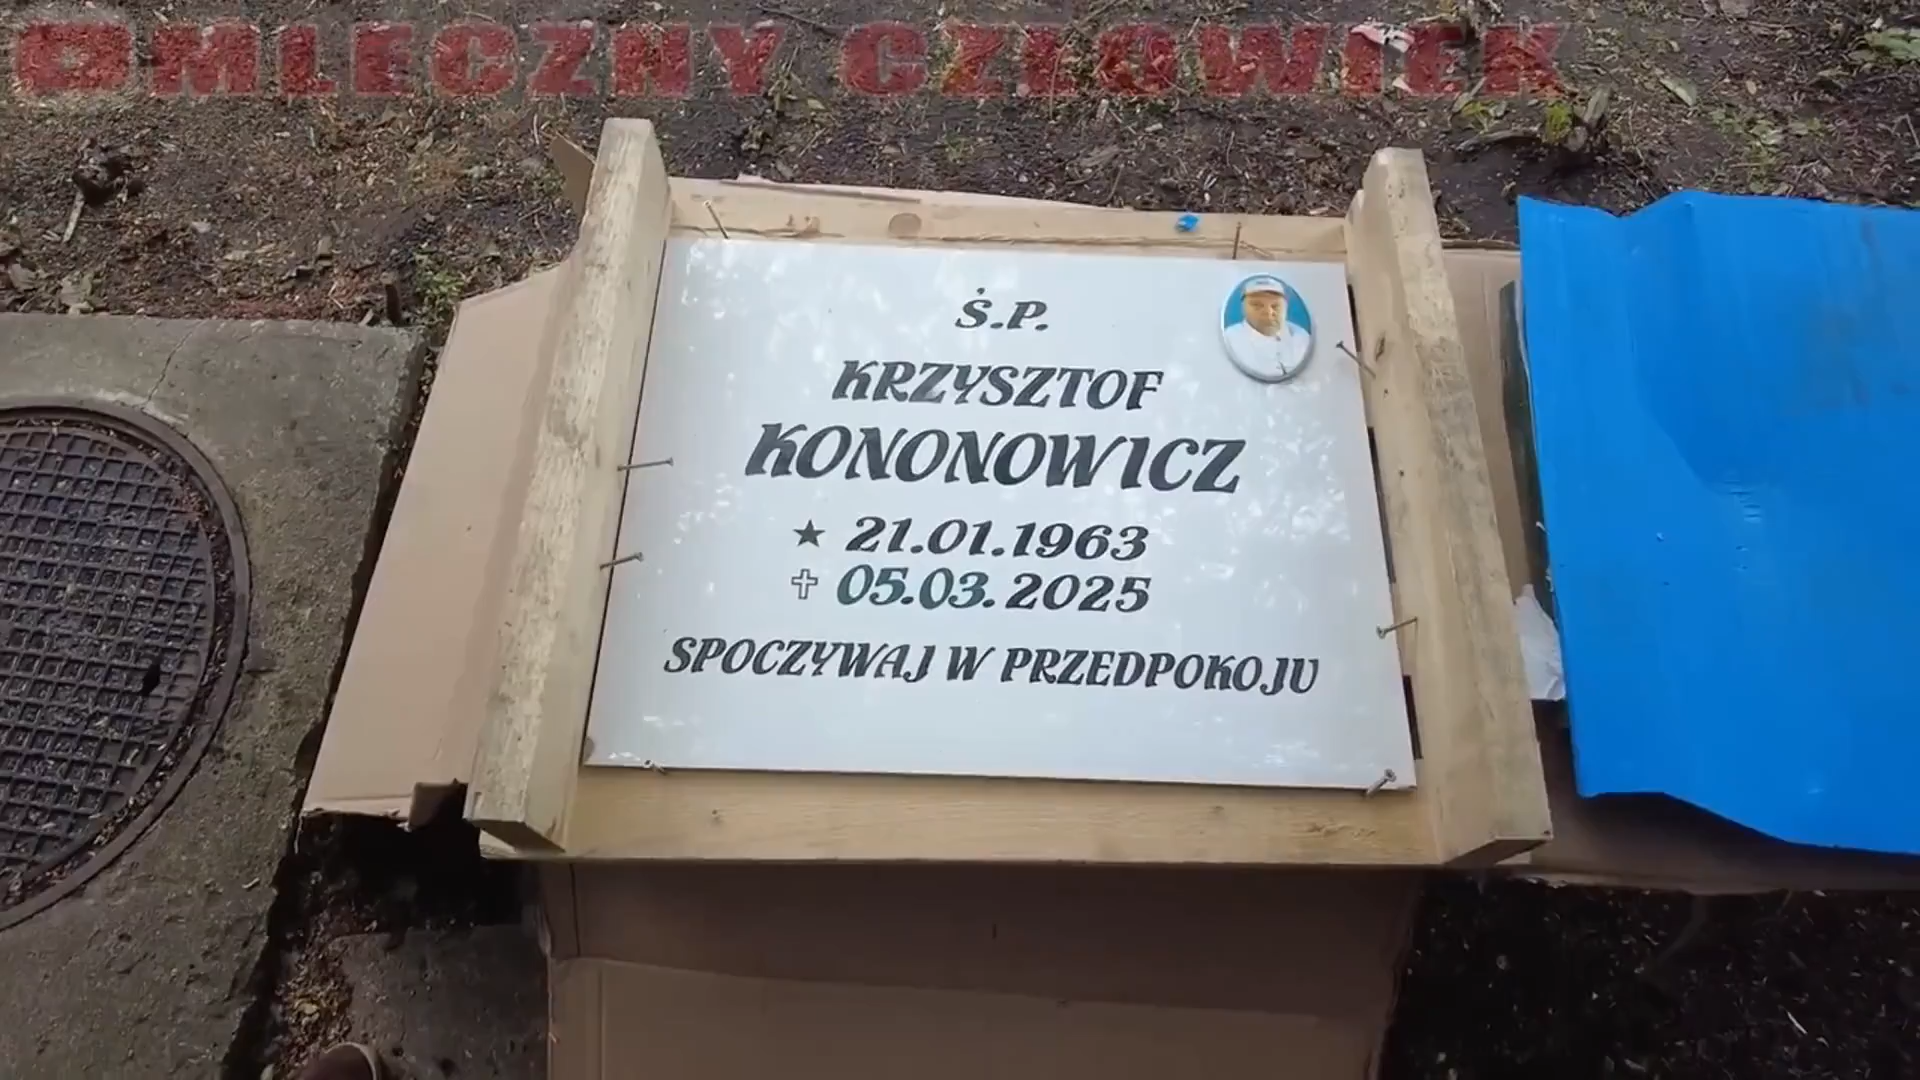 MLECZNY CZŁOWIEK
Ś.P.
KRZYSZTOF
KONONOWICZ
★ 21.01.1963
✝ 05.03.2025
SPOCZYWAJ W PRZEDPOKOJU